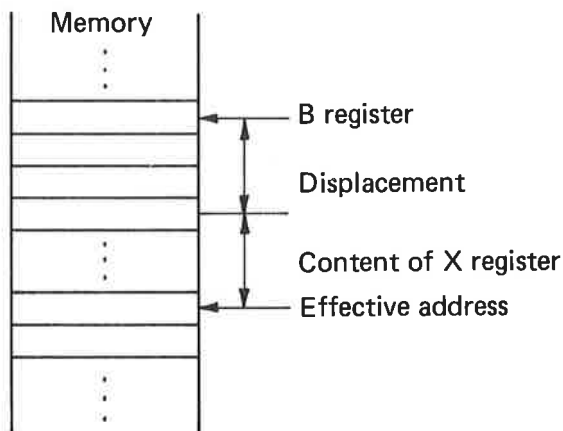 Memory
B register
Displacement
Content of X register
Effective address